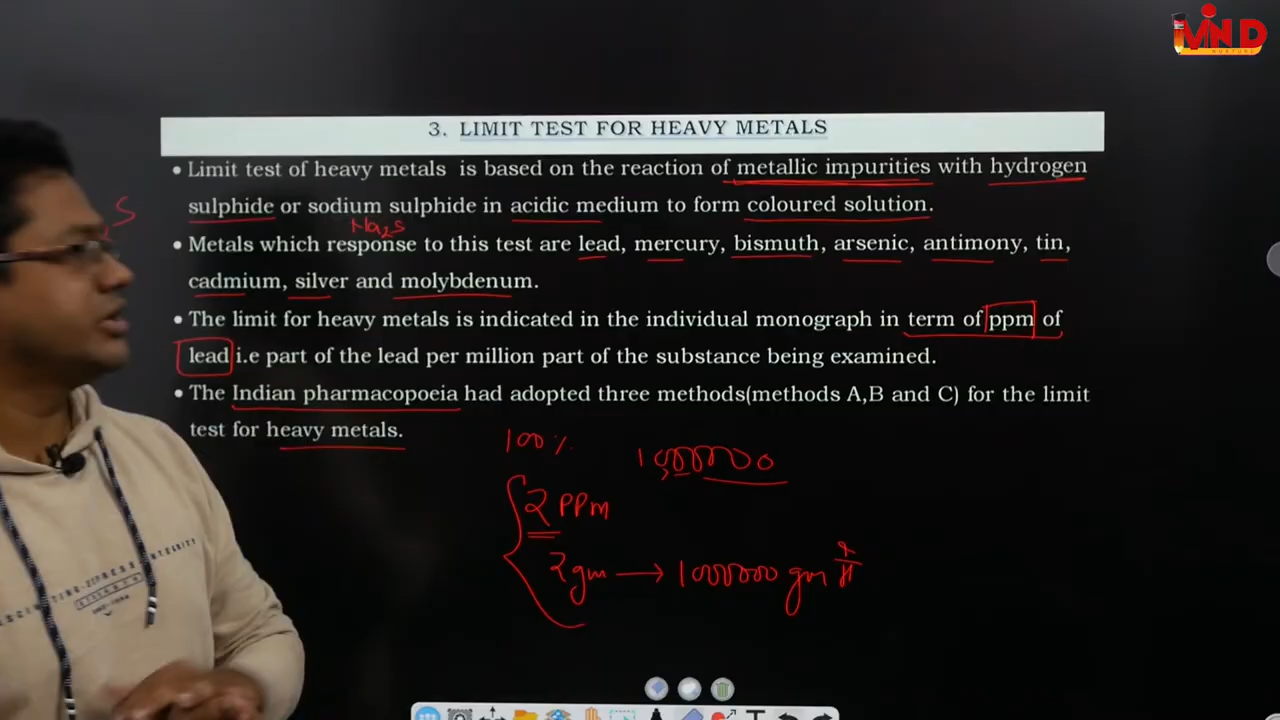 MIND
NURTURE
3. LIMIT TEST FOR HEAVY METALS
• Limit test of heavy metals is based on the reaction of metallic impurities with hydrogen
sulphide or sodium sulphide in acidic medium to form coloured solution.
S
Na₂S
• Metals which response to this test are lead, mercury, bismuth, arsenic, antimony, tin,
cadmium, silver and molybdenum.
• The limit for heavy metals is indicated in the individual monograph in term of ppm of
lead i.e part of the lead per million part of the substance being examined.
• The Indian pharmacopoeia had adopted three methods(methods A,B and C) for the limit
test for heavy metals.
100%
1000000
2 PPm
2gm → 1000000 gm में